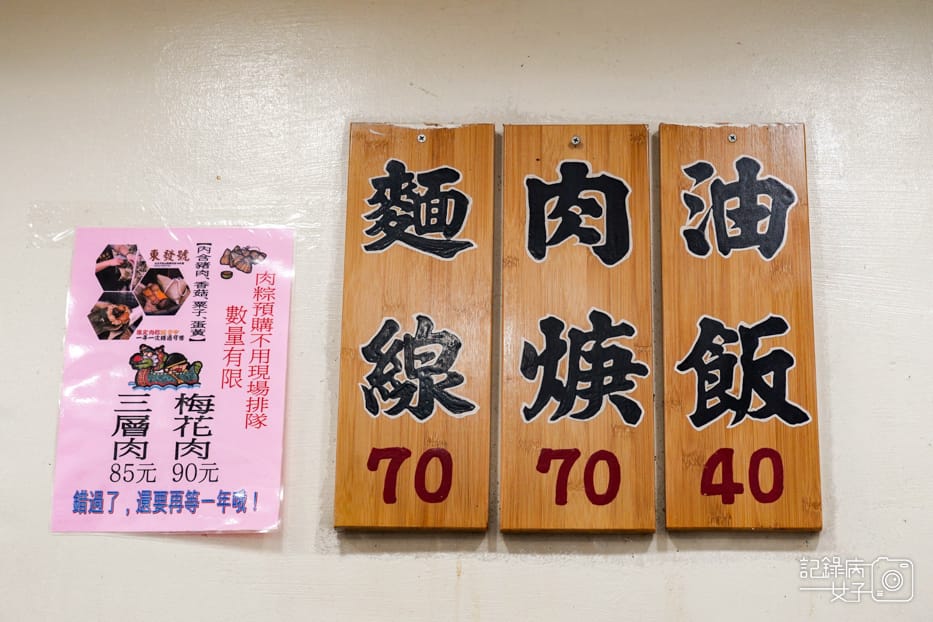 油飯
40
肉焿
70
麵線
70
肉粽預購不用現場排隊
數量有限
【內含豬肉、香菇、栗子、蛋黃】
東發號
梅花肉
90元
三層肉
85元
錯過了，還要再等一年哦！
記錄病女子